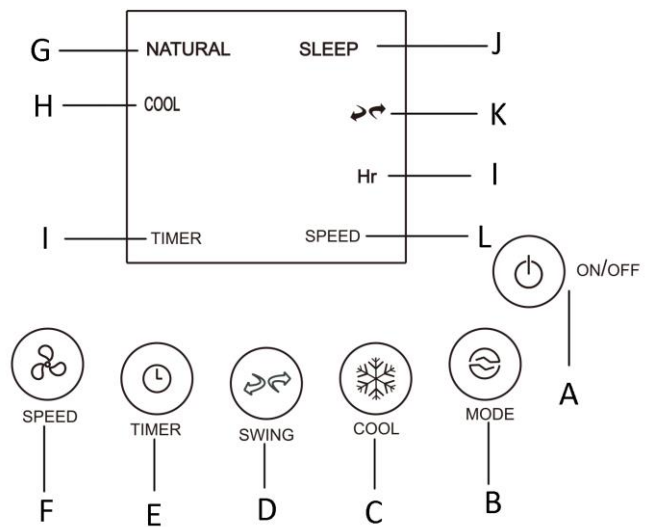 G NATURAL SLEEP J
H COOL K
Hr I
I TIMER SPEED L
ON/OFF
A
SPEED TIMER SWING COOL MODE
F E D C B